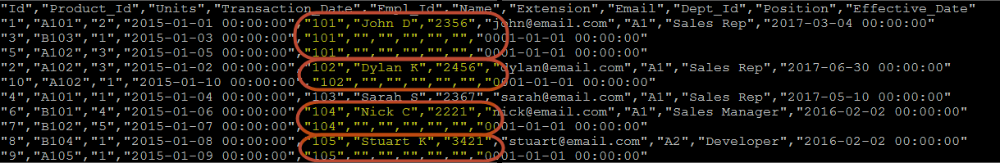 "Id","Product_Id","Units","Transaction_Date","Empl_Id","Name","Extension","Email","Dept_Id","Position","Effective_Date"
"1","A101","2","2015-01-01 00:00:00","101","John D","2356","john@email.com","A1","Sales Rep","2017-03-04 00:00:00"
"3","B103","1","2015-01-03 00:00:00","101","","","","","","0001-01-01 00:00:00"
"5","A102","3","2015-01-05 00:00:00","101","","","","","","0001-01-01 00:00:00"
"2","A102","3","2015-01-02 00:00:00","102","Dylan K","2456","dylan@email.com","A1","Sales Rep","2017-06-30 00:00:00"
"10","A102","1","2015-01-10 00:00:00","102","","","","","","0001-01-01 00:00:00"
"4","A101","1","2015-01-04 00:00:00","103","Sarah S","2367","sarah@email.com","A1","Sales Rep","2017-05-10 00:00:00"
"6","B101","4","2015-01-06 00:00:00","104","Nick C","2221","nick@email.com","A1","Sales Manager","2016-02-02 00:00:00"
"7","B102","5","2015-01-07 00:00:00","104","","","","","","0001-01-01 00:00:00"
"8","B104","1","2015-01-08 00:00:00","105","Stuart K","3421","stuart@email.com","A2","Developer","2016-02-02 00:00:00"
"9","A105","1","2015-01-09 00:00:00","105","","","","","","0001-01-01 00:00:00"